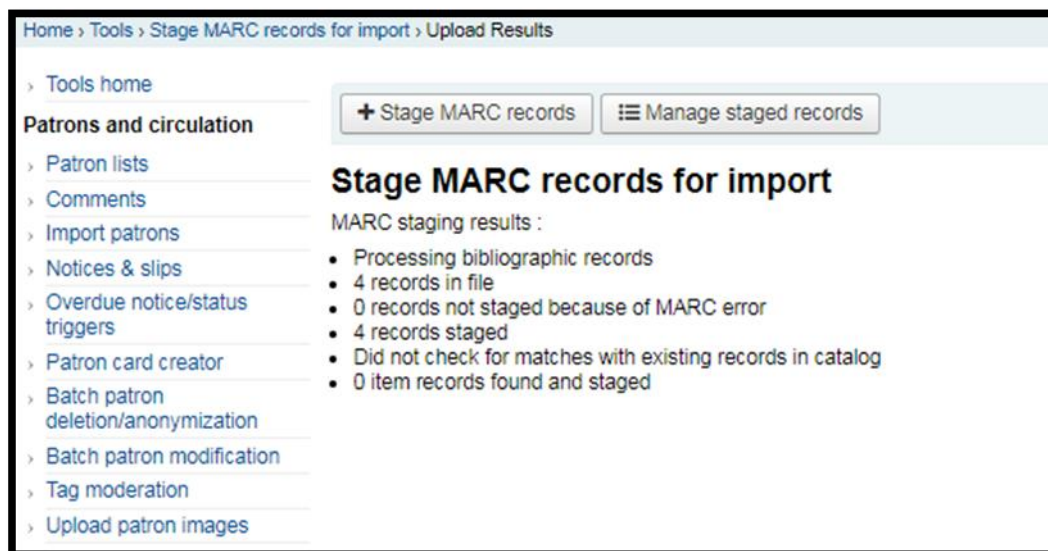 Home › Tools › Stage MARC records for import › Upload Results
Tools home
Patrons and circulation
Patron lists
Comments
Import patrons
Notices & slips
Overdue notice/status
triggers
Patron card creator
Batch patron
deletion/anonymization
Batch patron modification
Tag moderation
Upload patron images
Stage MARC records
Manage staged records
Stage MARC records for import
MARC staging results :
Processing bibliographic records
4 records in file
0 records not staged because of MARC error
4 records staged
Did not check for matches with existing records in catalog
0 item records found and staged